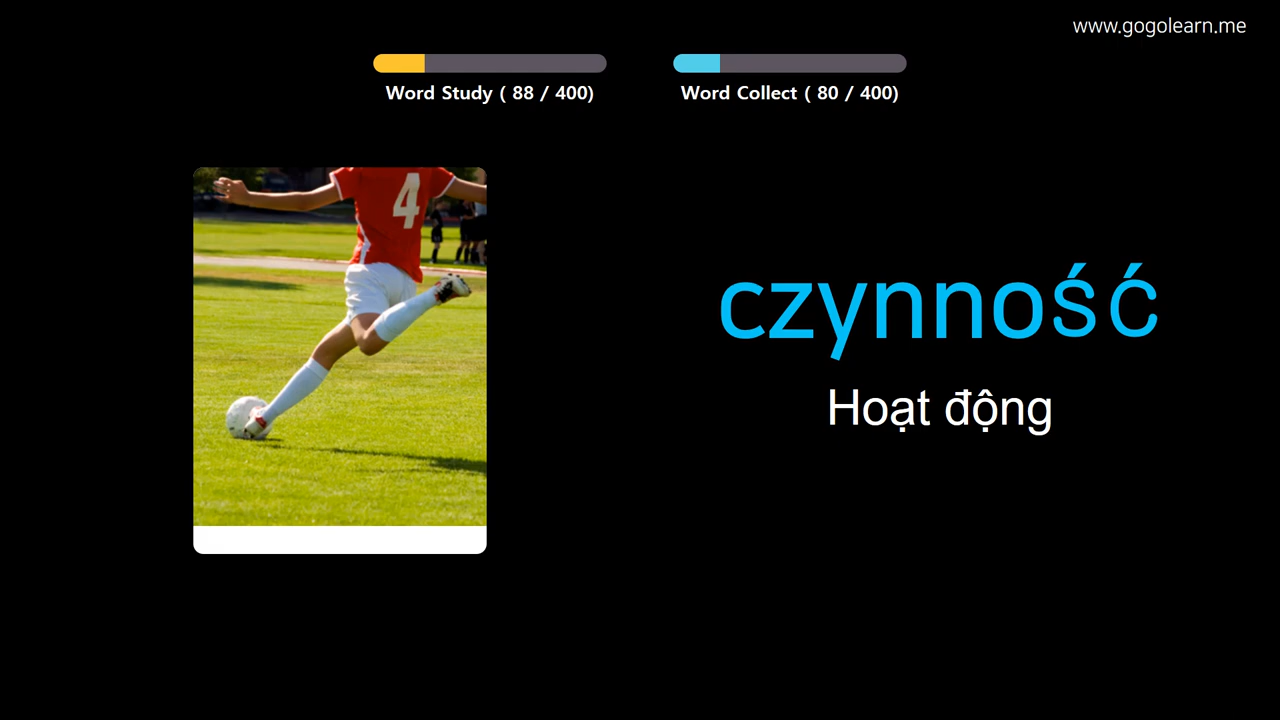 www.gogolearn.me
Word Study ( 88 / 400)
Word Collect ( 80 / 400)
4
czynność
Hoạt động